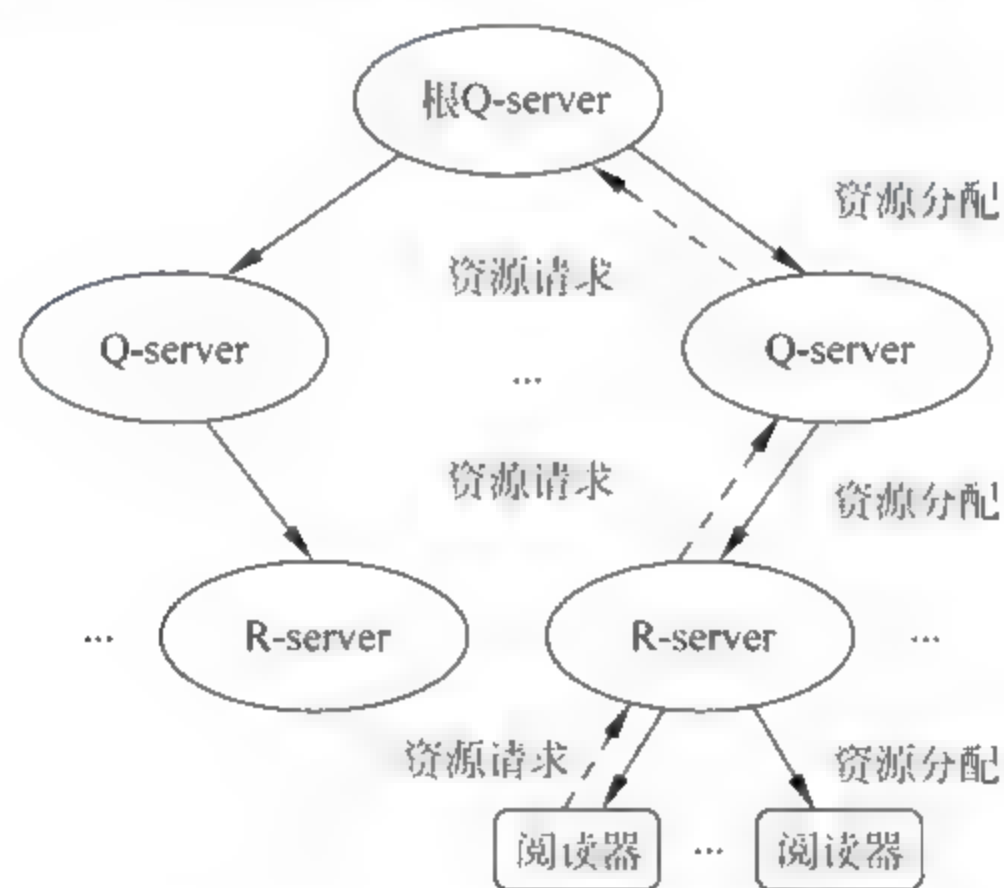 根Q-server
资源分配
资源请求
Q-server
Q-server
...
资源请求
资源分配
...
R-server
R-server
...
资源请求
资源分配
阅读器
...
阅读器